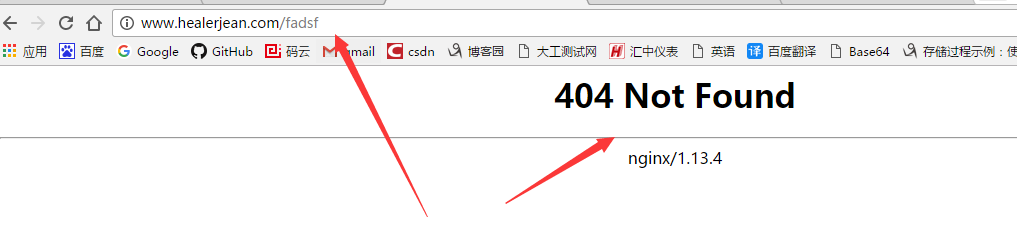 www.healerjean.com/fadsf
应用 百度 Google GitHub 码云 gmail csdn 博客园 大工测试网 汇中仪表 英语 译 百度翻译 Base64 存储过程示例：使
404 Not Found
nginx/1.13.4